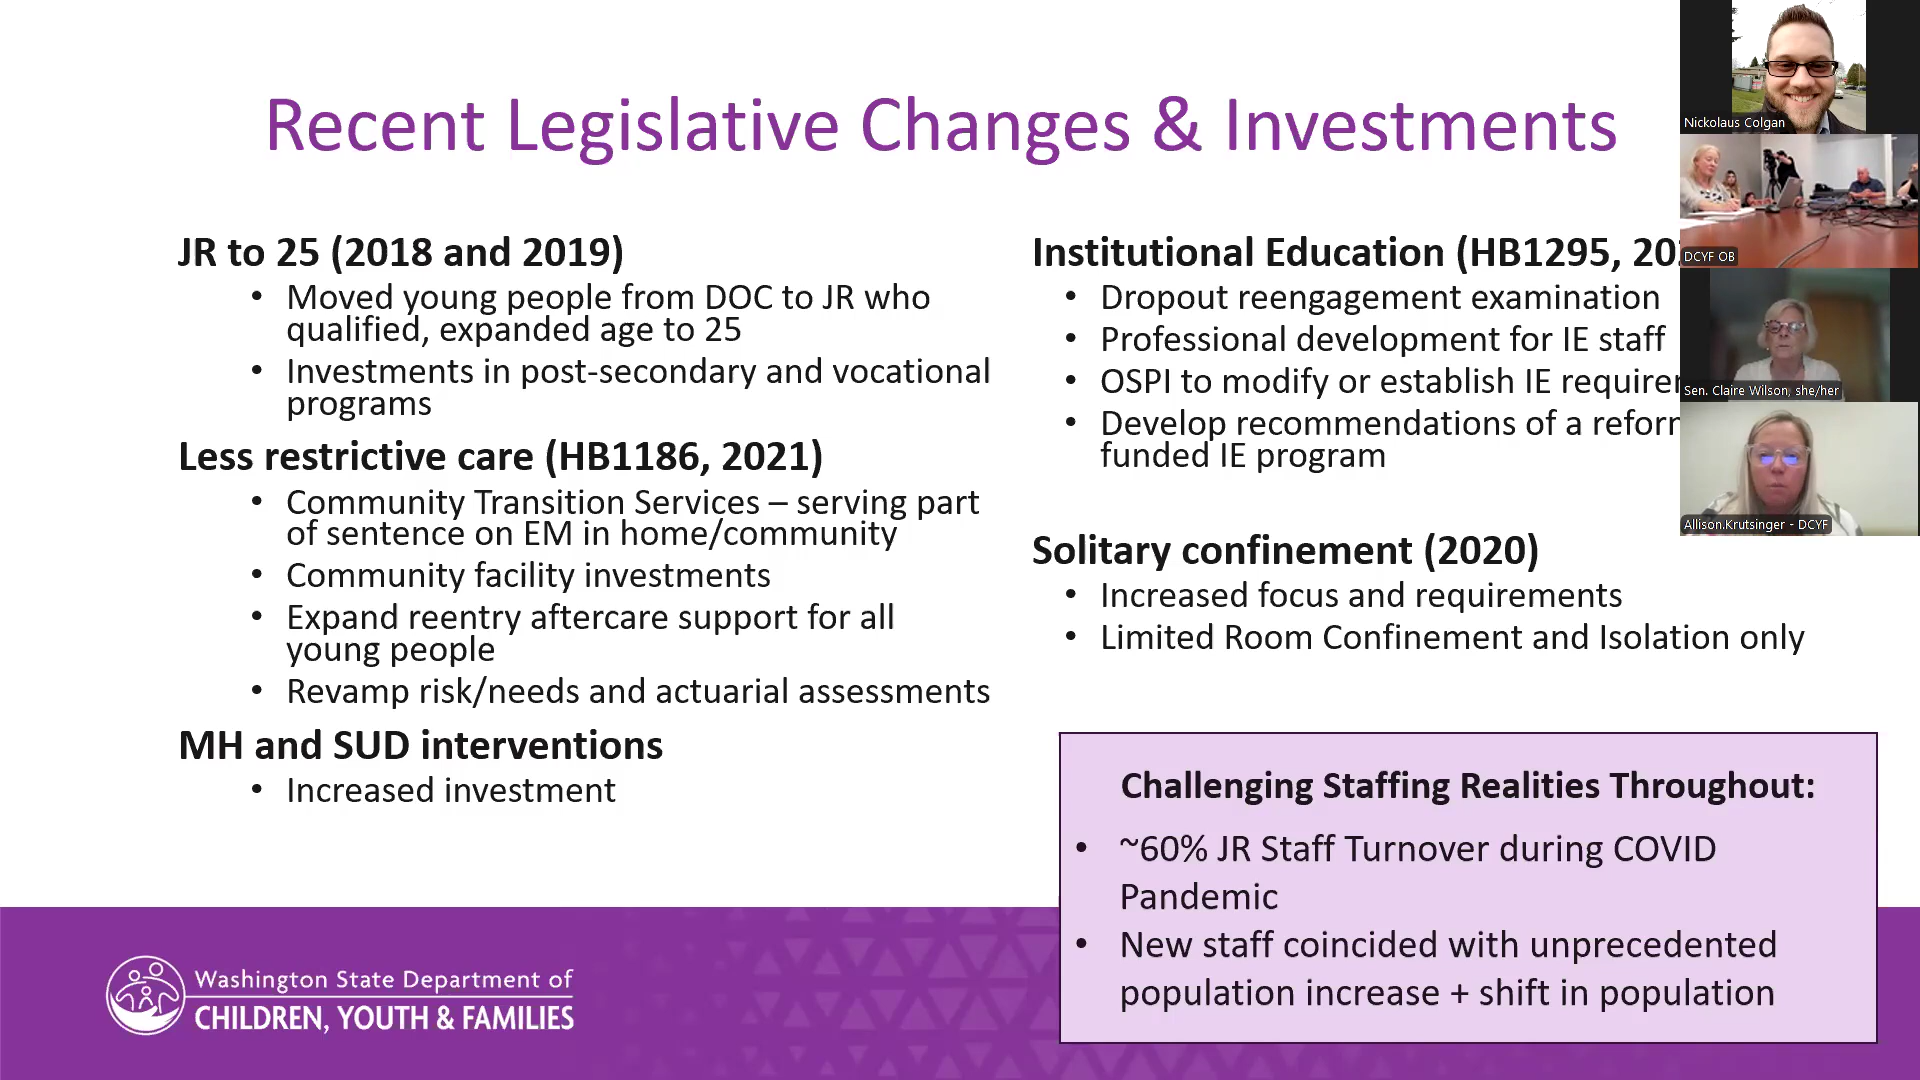 Recent Legislative Changes & Investments
JR to 25 (2018 and 2019)
• Moved young people from DOC to JR who
qualified, expanded age to 25
• Investments in post-secondary and vocational
programs
Less restrictive care (HB1186, 2021)
• Community Transition Services – serving part
of sentence on EM in home/community
• Community facility investments
• Expand reentry aftercare support for all
young people
• Revamp risk/needs and actuarial assessments
MH and SUD interventions
• Increased investment
Institutional Education (HB1295,
• Dropout reengagement examination
• Professional development for IE staff
• OSPI to modify or establish IE
• Develop recommendations of a
funded IE program
Solitary confinement (2020)
• Increased focus and requirements
• Limited Room Confinement and Isolation only
Challenging Staffing Realities Throughout:
• ~60% JR Staff Turnover during COVID
Pandemic
• New staff coincided with unprecedented
population increase + shift in population
Washington State Department of
CHILDREN, YOUTH & FAMILIES
Nickolaus Colgan
DCYF OB
Sen. Claire Wilson, she/her
Allison.Krutsinger - DCYF